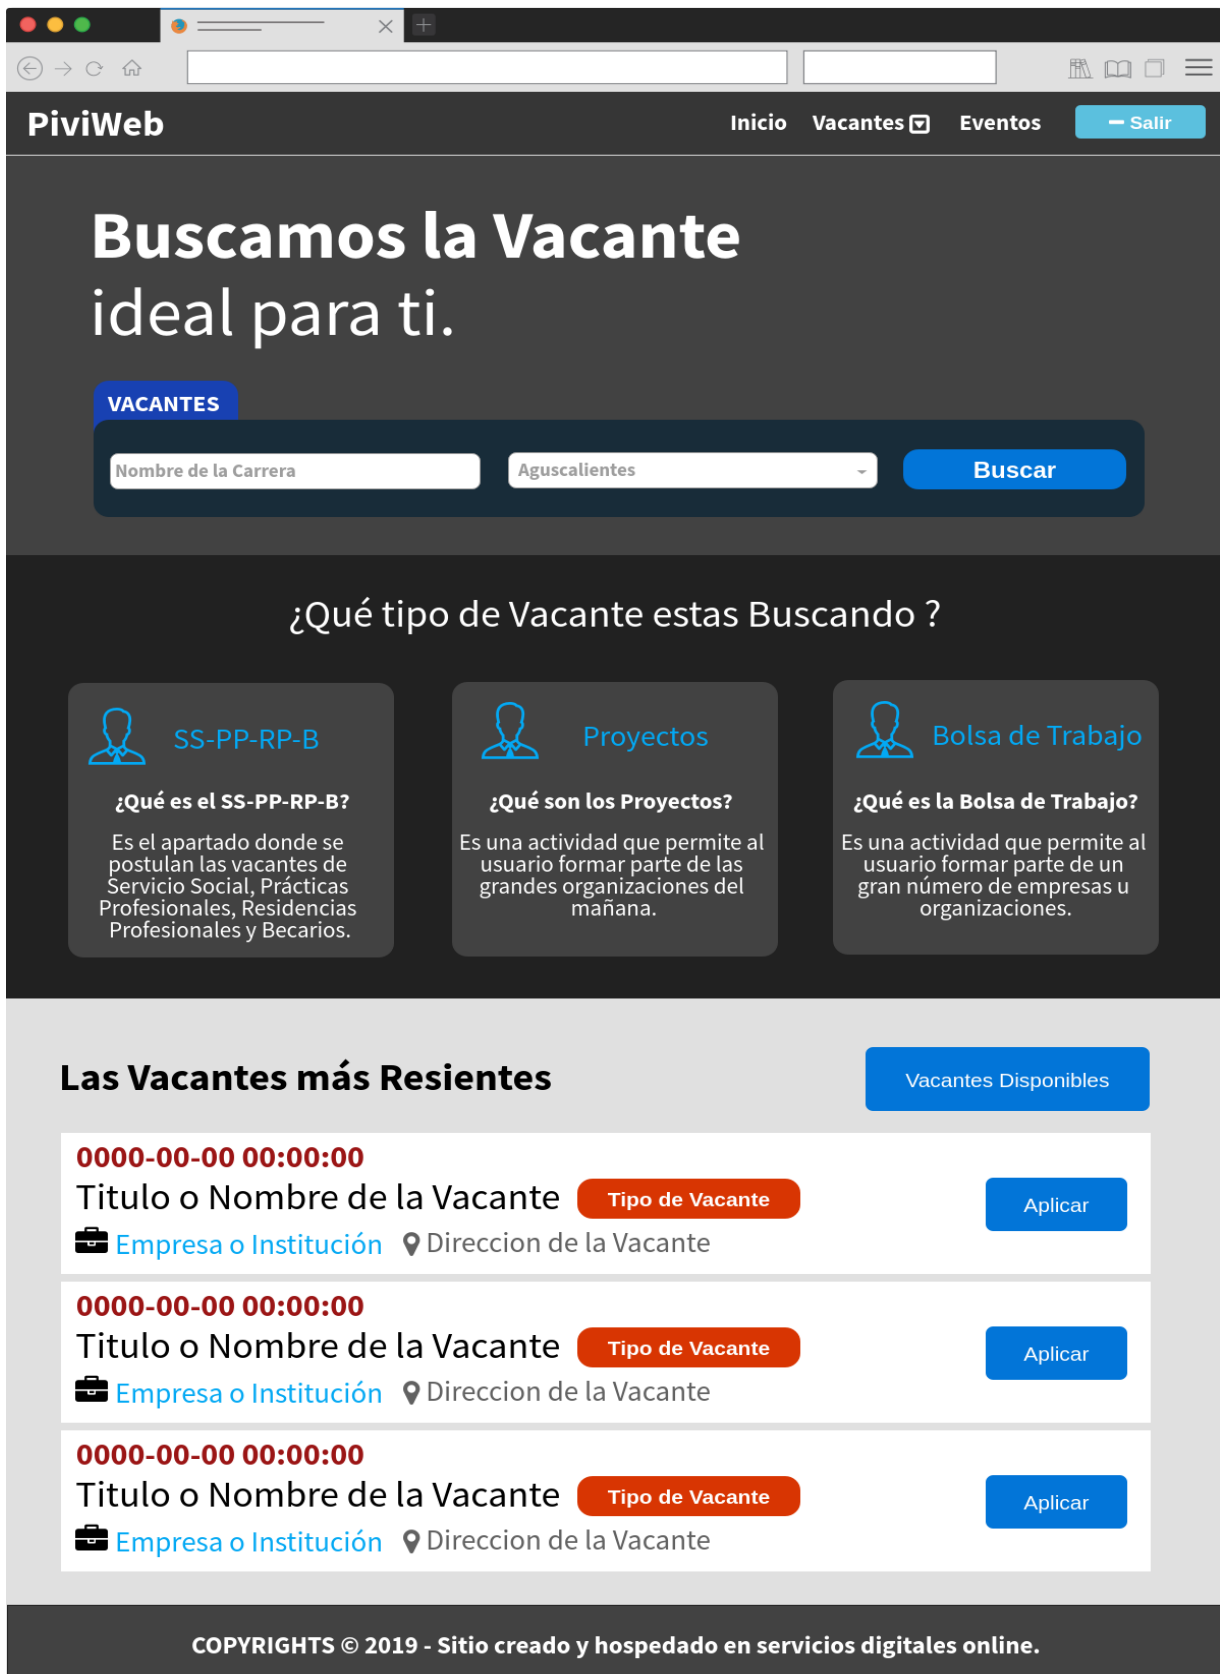 PiviWeb
Inicio Vacantes Eventos Salir
Buscamos la Vacante
ideal para ti.
VACANTES
Nombre de la Carrera Aguscalientes Buscar
¿Qué tipo de Vacante estas Buscando ?
SS-PP-RP-B
¿Qué es el SS-PP-RP-B?
Es el apartado donde se
postulan las vacantes de
Servicio Social, Prácticas
Profesionales, Residencias
Profesionales y Becarios.
Proyectos
¿Qué son los Proyectos?
Es una actividad que permite al
usuario formar parte de las
grandes organizaciones del
mañana.
Bolsa de Trabajo
¿Qué es la Bolsa de Trabajo?
Es una actividad que permite al
usuario formar parte de un
gran número de empresas u
organizaciones.
Las Vacantes más Resientes Vacantes Disponibles
0000-00-00 00:00:00
Titulo o Nombre de la Vacante Tipo de Vacante Aplicar
Empresa o Institución Direccion de la Vacante
0000-00-00 00:00:00
Titulo o Nombre de la Vacante Tipo de Vacante Aplicar
Empresa o Institución Direccion de la Vacante
0000-00-00 00:00:00
Titulo o Nombre de la Vacante Tipo de Vacante Aplicar
Empresa o Institución Direccion de la Vacante
COPYRIGHTS © 2019 - Sitio creado y hospedado en servicios digitales online.